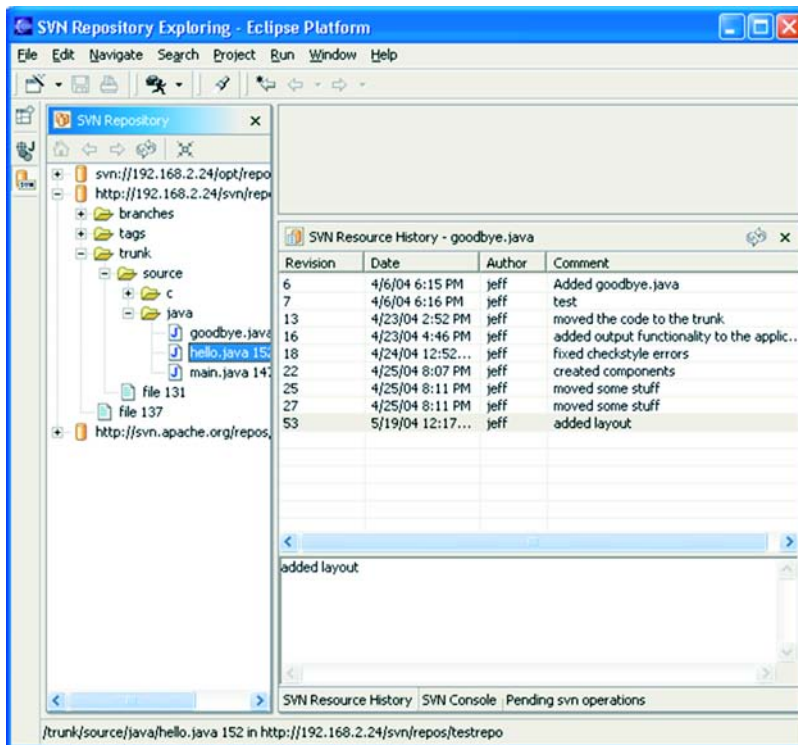 SVN Repository Exploring - Eclipse Platform
File Edit Navigate Search Project Run Window Help
SVN Repository
svn://192.168.2.24/opt/repo
http://192.168.2.24/svn/rep
branches
tags
trunk
source
c
java
goodbye.java
hello.java 152
main.java 147
file 131
file 137
http://svn.apache.org/repos
SVN
SVN Resource History - goodbye.java
Revision Date Author Comment
6 4/6/04 6:15 PM jeff Added goodbye.java
7 4/6/04 6:16 PM jeff test
13 4/23/04 2:52 PM jeff moved the code to the trunk
16 4/23/04 4:46 PM jeff added output functionality to the applic...
18 4/24/04 12:52... jeff fixed checkstyle errors
22 4/25/04 8:07 PM jeff created components
25 4/25/04 8:11 PM jeff moved some stuff
27 4/25/04 8:11 PM jeff moved some stuff
53 5/19/04 12:17... jeff added layout
added layout
SVN Resource History SVN Console Pending svn operations
/trunk/source/java/hello.java 152 in http://192.168.2.24/svn/repos/testrepo